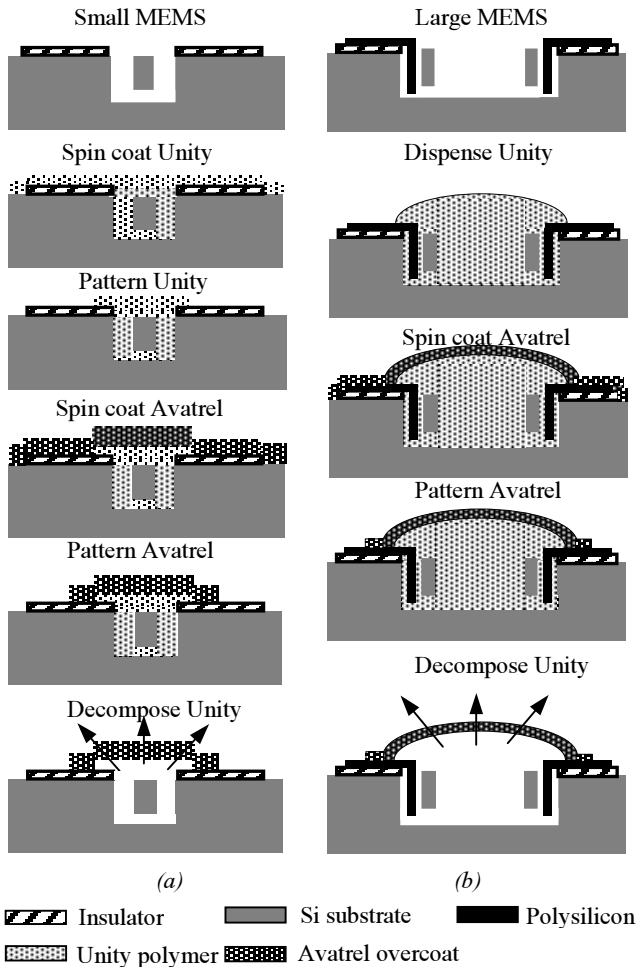 Small MEMS
Spin coat Unity
Pattern Unity
Spin coat Avatrel
Pattern Avatrel
Decompose Unity
(a)
Large MEMS
Dispense Unity
Spin coat Avatrel
Pattern Avatrel
Decompose Unity
(b)
Insulator
Si substrate
Polysilicon
Unity polymer
Avatrel overcoat